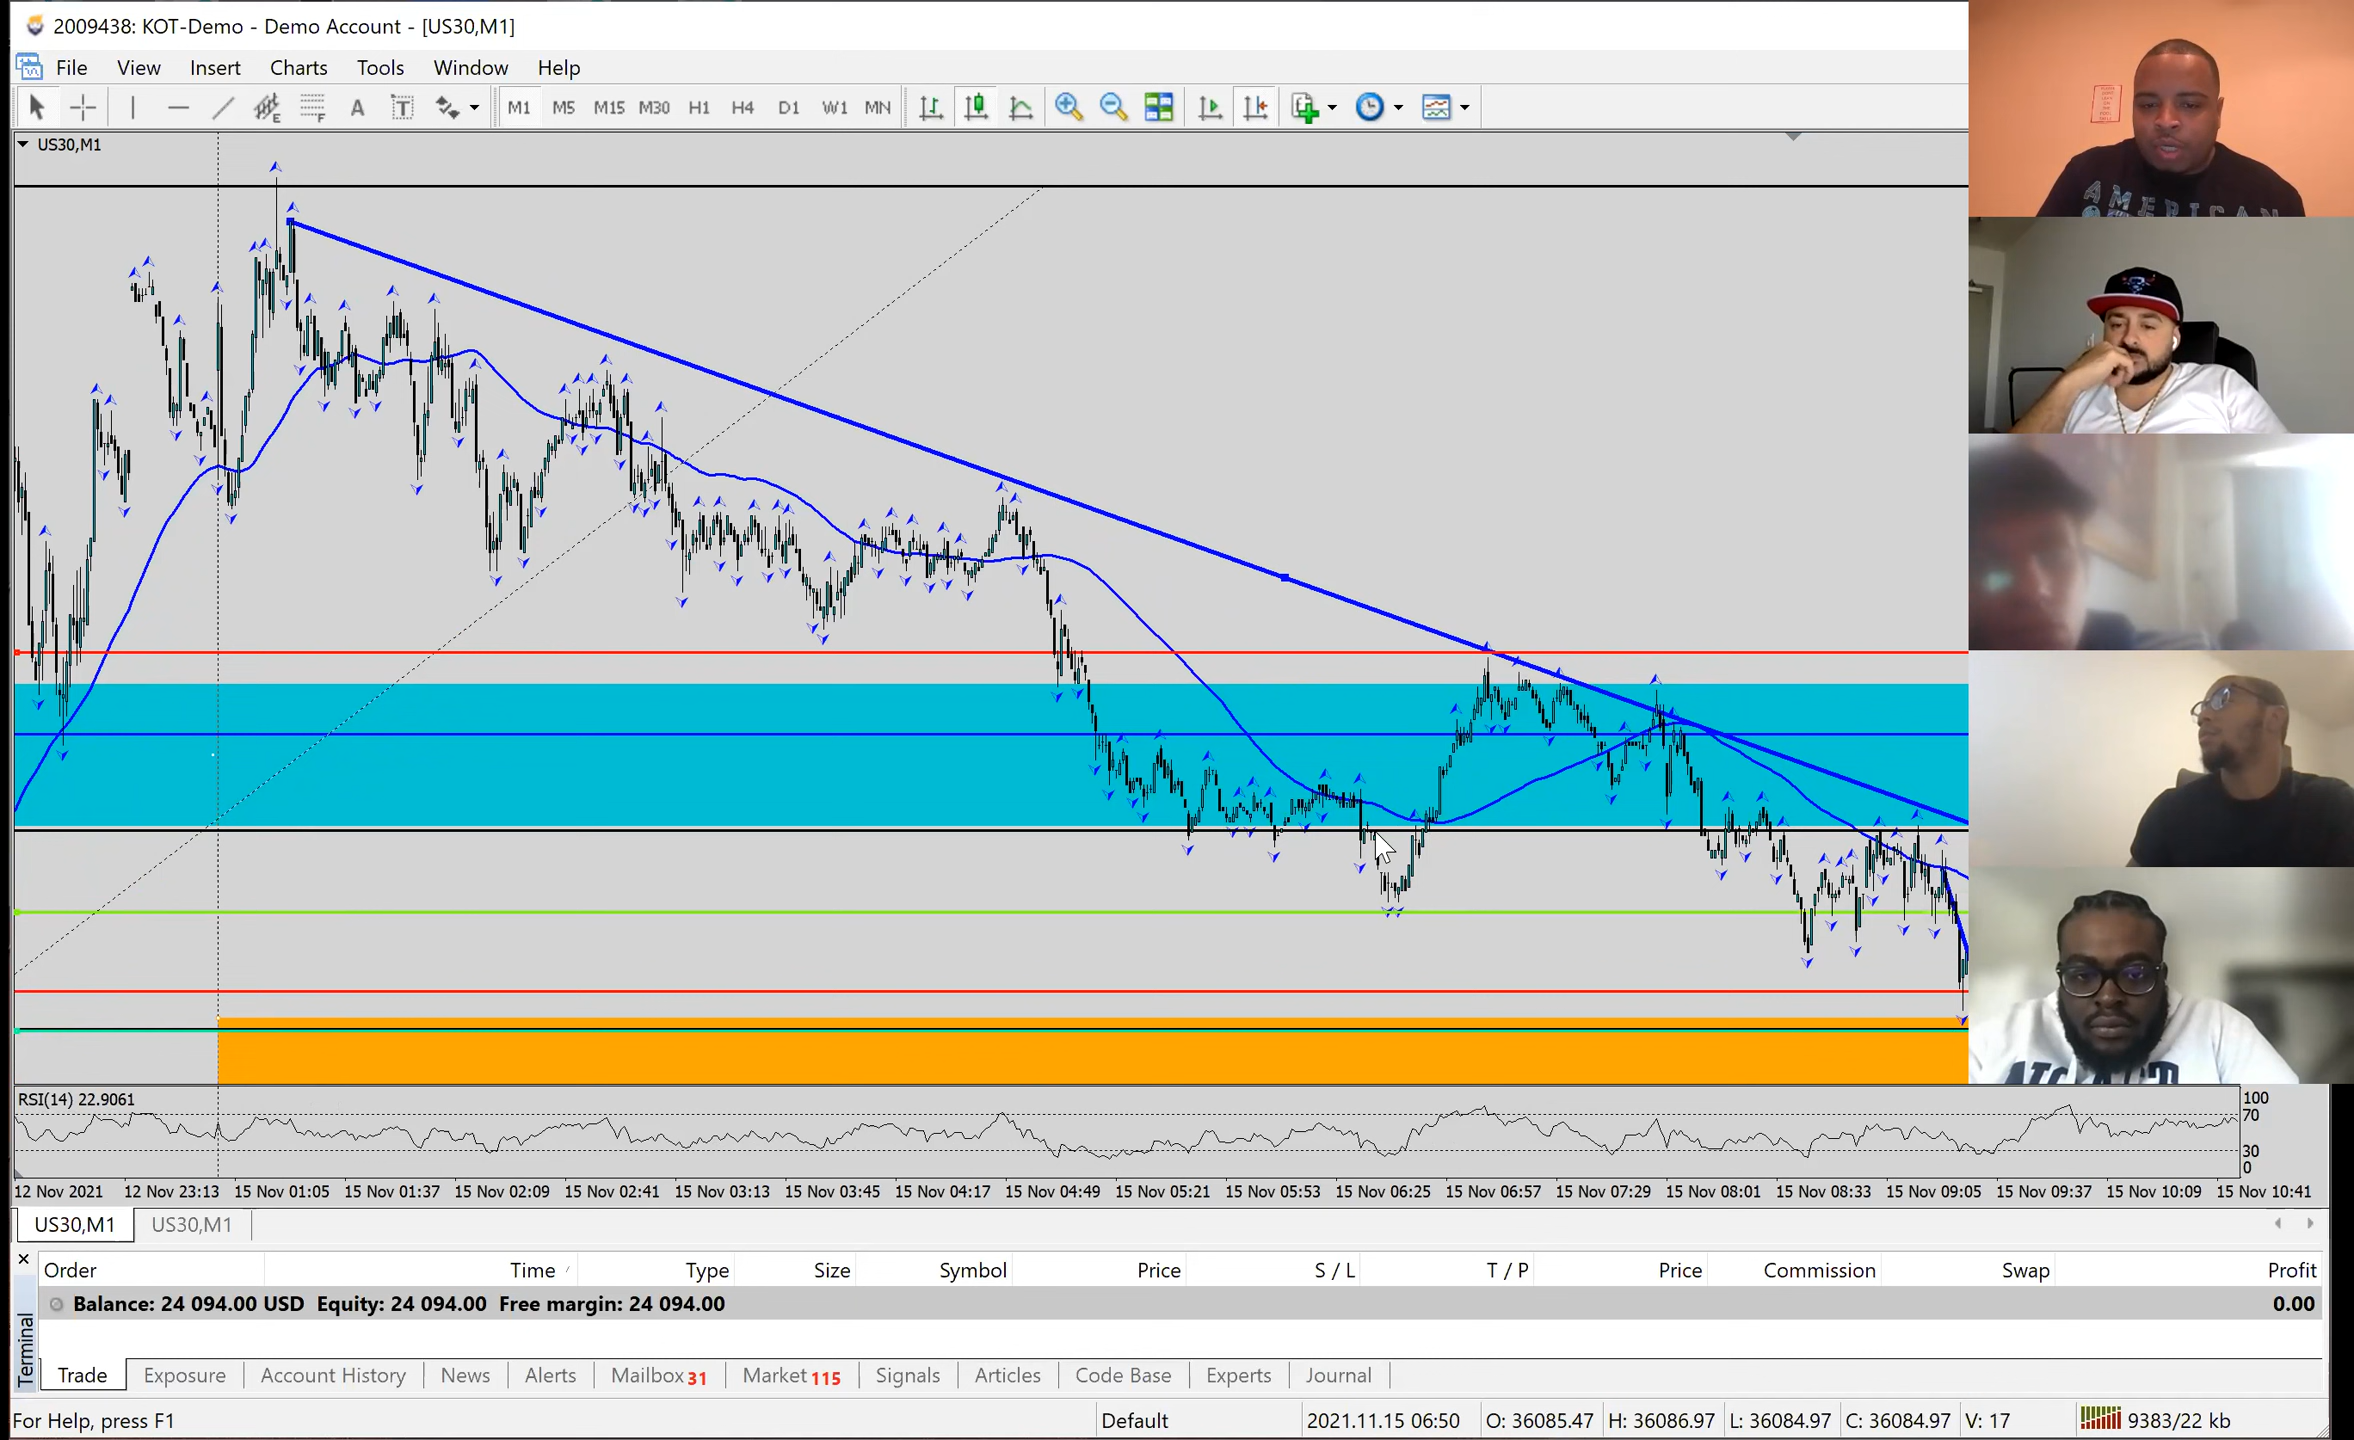 2009438: KOT-Demo - Demo Account - [US30,M1]
File View Insert Charts Tools Window Help
A T M1 M5 M15 M30 H1 H4 D1 W1 MN
US30,M1
AMERICAN
RSI(14) 22.9061
100
70
30
0
12 Nov 2021 12 Nov 23:13 15 Nov 01:05 15 Nov 01:37 15 Nov 02:09 15 Nov 02:41 15 Nov 03:13 15 Nov 03:45 15 Nov 04:17 15 Nov 04:49 15 Nov 05:21 15 Nov 05:53 15 Nov 06:25 15 Nov 06:57 15 Nov 07:29 15 Nov 08:01 15 Nov 08:33 15 Nov 09:05 15 Nov 09:37 15 Nov 10:09 15 Nov 10:41
US30,M1 US30,M1
Order Time Type Size Symbol Price S / L T / P Price Commission Swap Profit
Balance: 24 094.00 USD Equity: 24 094.00 Free margin: 24 094.00 0.00
Terminal
Trade Exposure Account History News Alerts Mailbox 31 Market 115 Signals Articles Code Base Experts Journal
For Help, press F1 Default 2021.11.15 06:50 O: 36085.47 H: 36086.97 L: 36084.97 C: 36084.97 V: 17 9383/22 kb